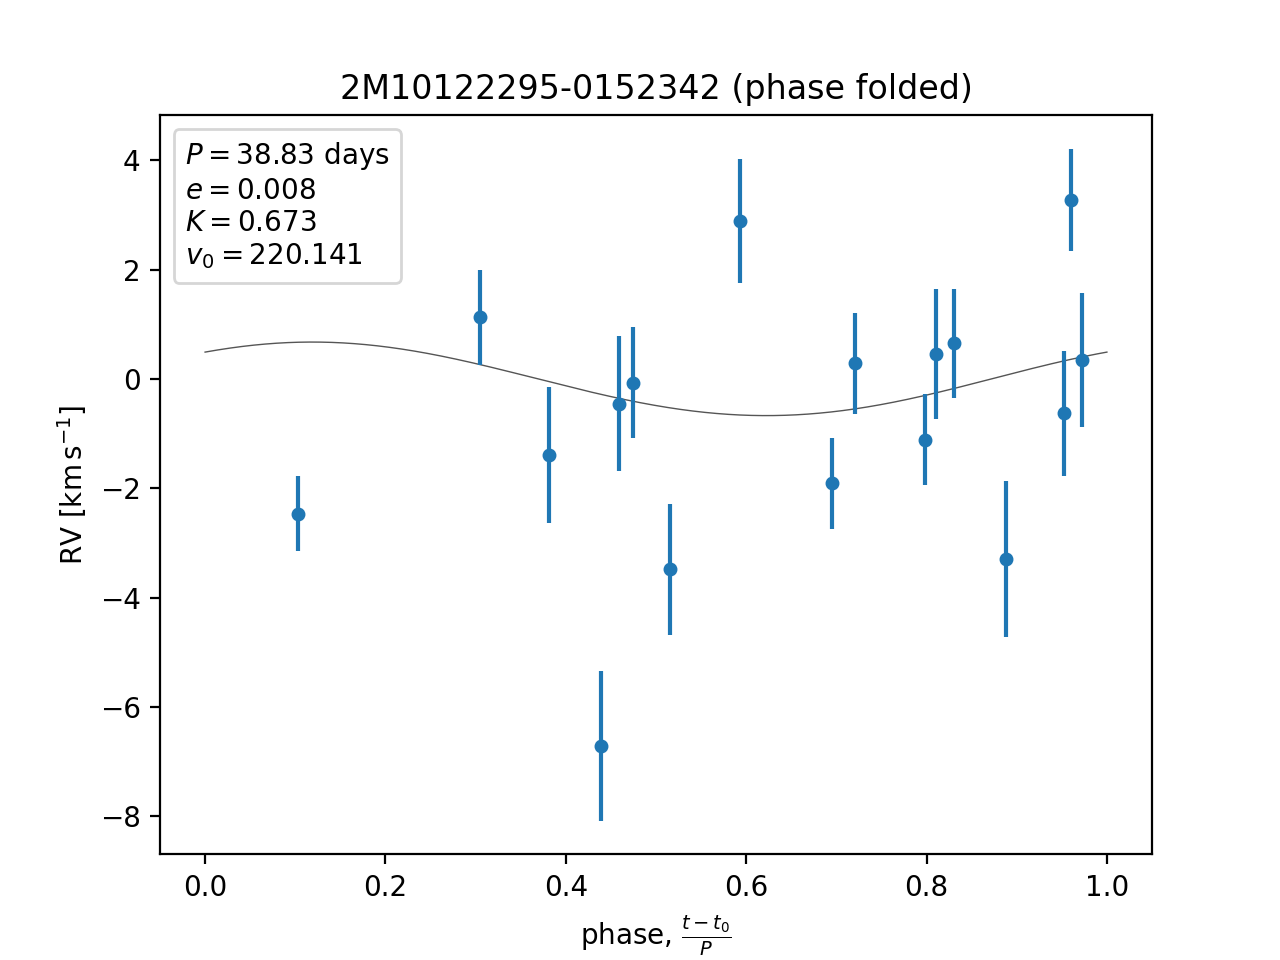 2M10122295-0152342 (phase folded)
P = 38.83 days
e = 0.008
K = 0.673
v₀ = 220.141
4
2
0
−2
−4
−6
−8
RV [km s⁻¹]
0.0 0.2 0.4 0.6 0.8 1.0
phase, (t − t₀)/P